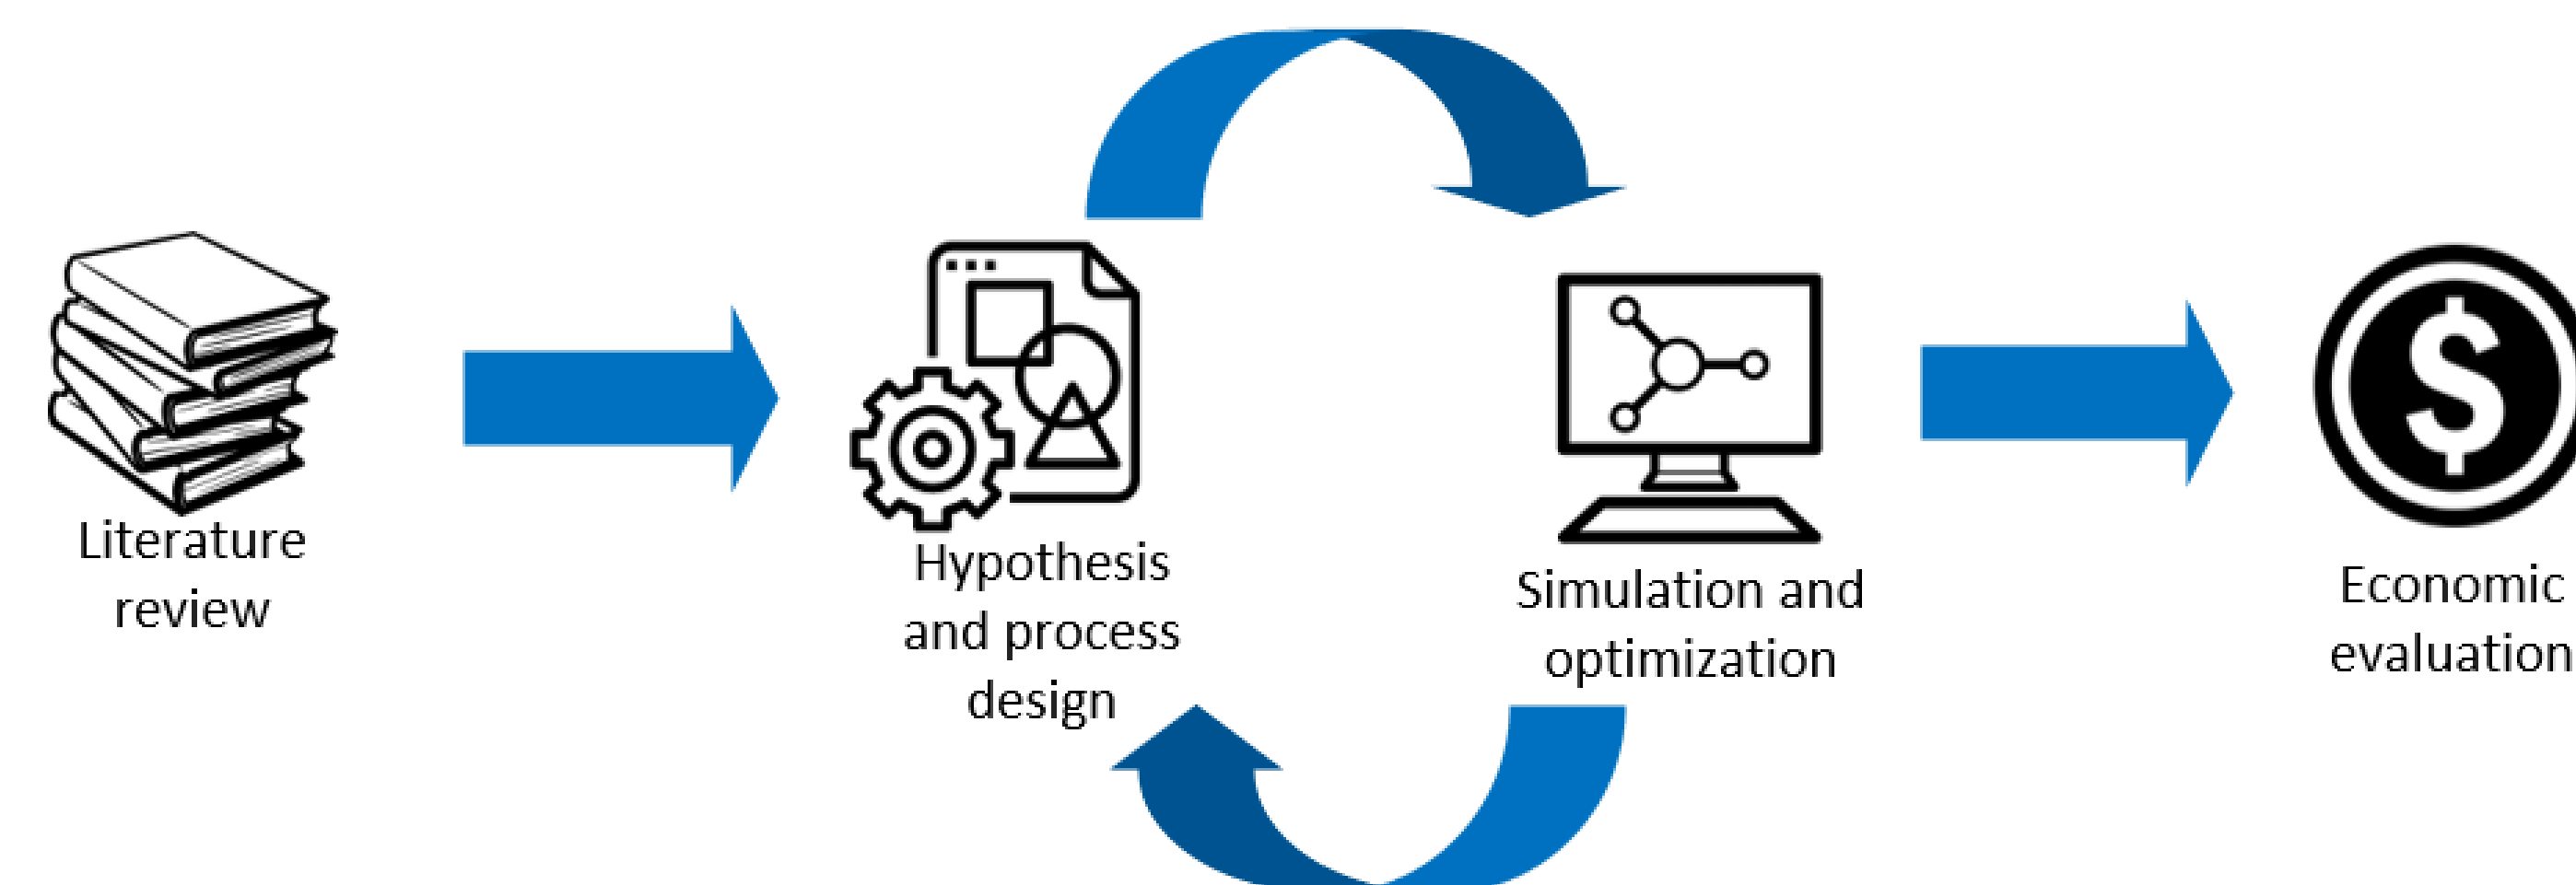 Literature
review
Hypothesis
and process
design
Simulation and
optimization
$
Economic
evaluation